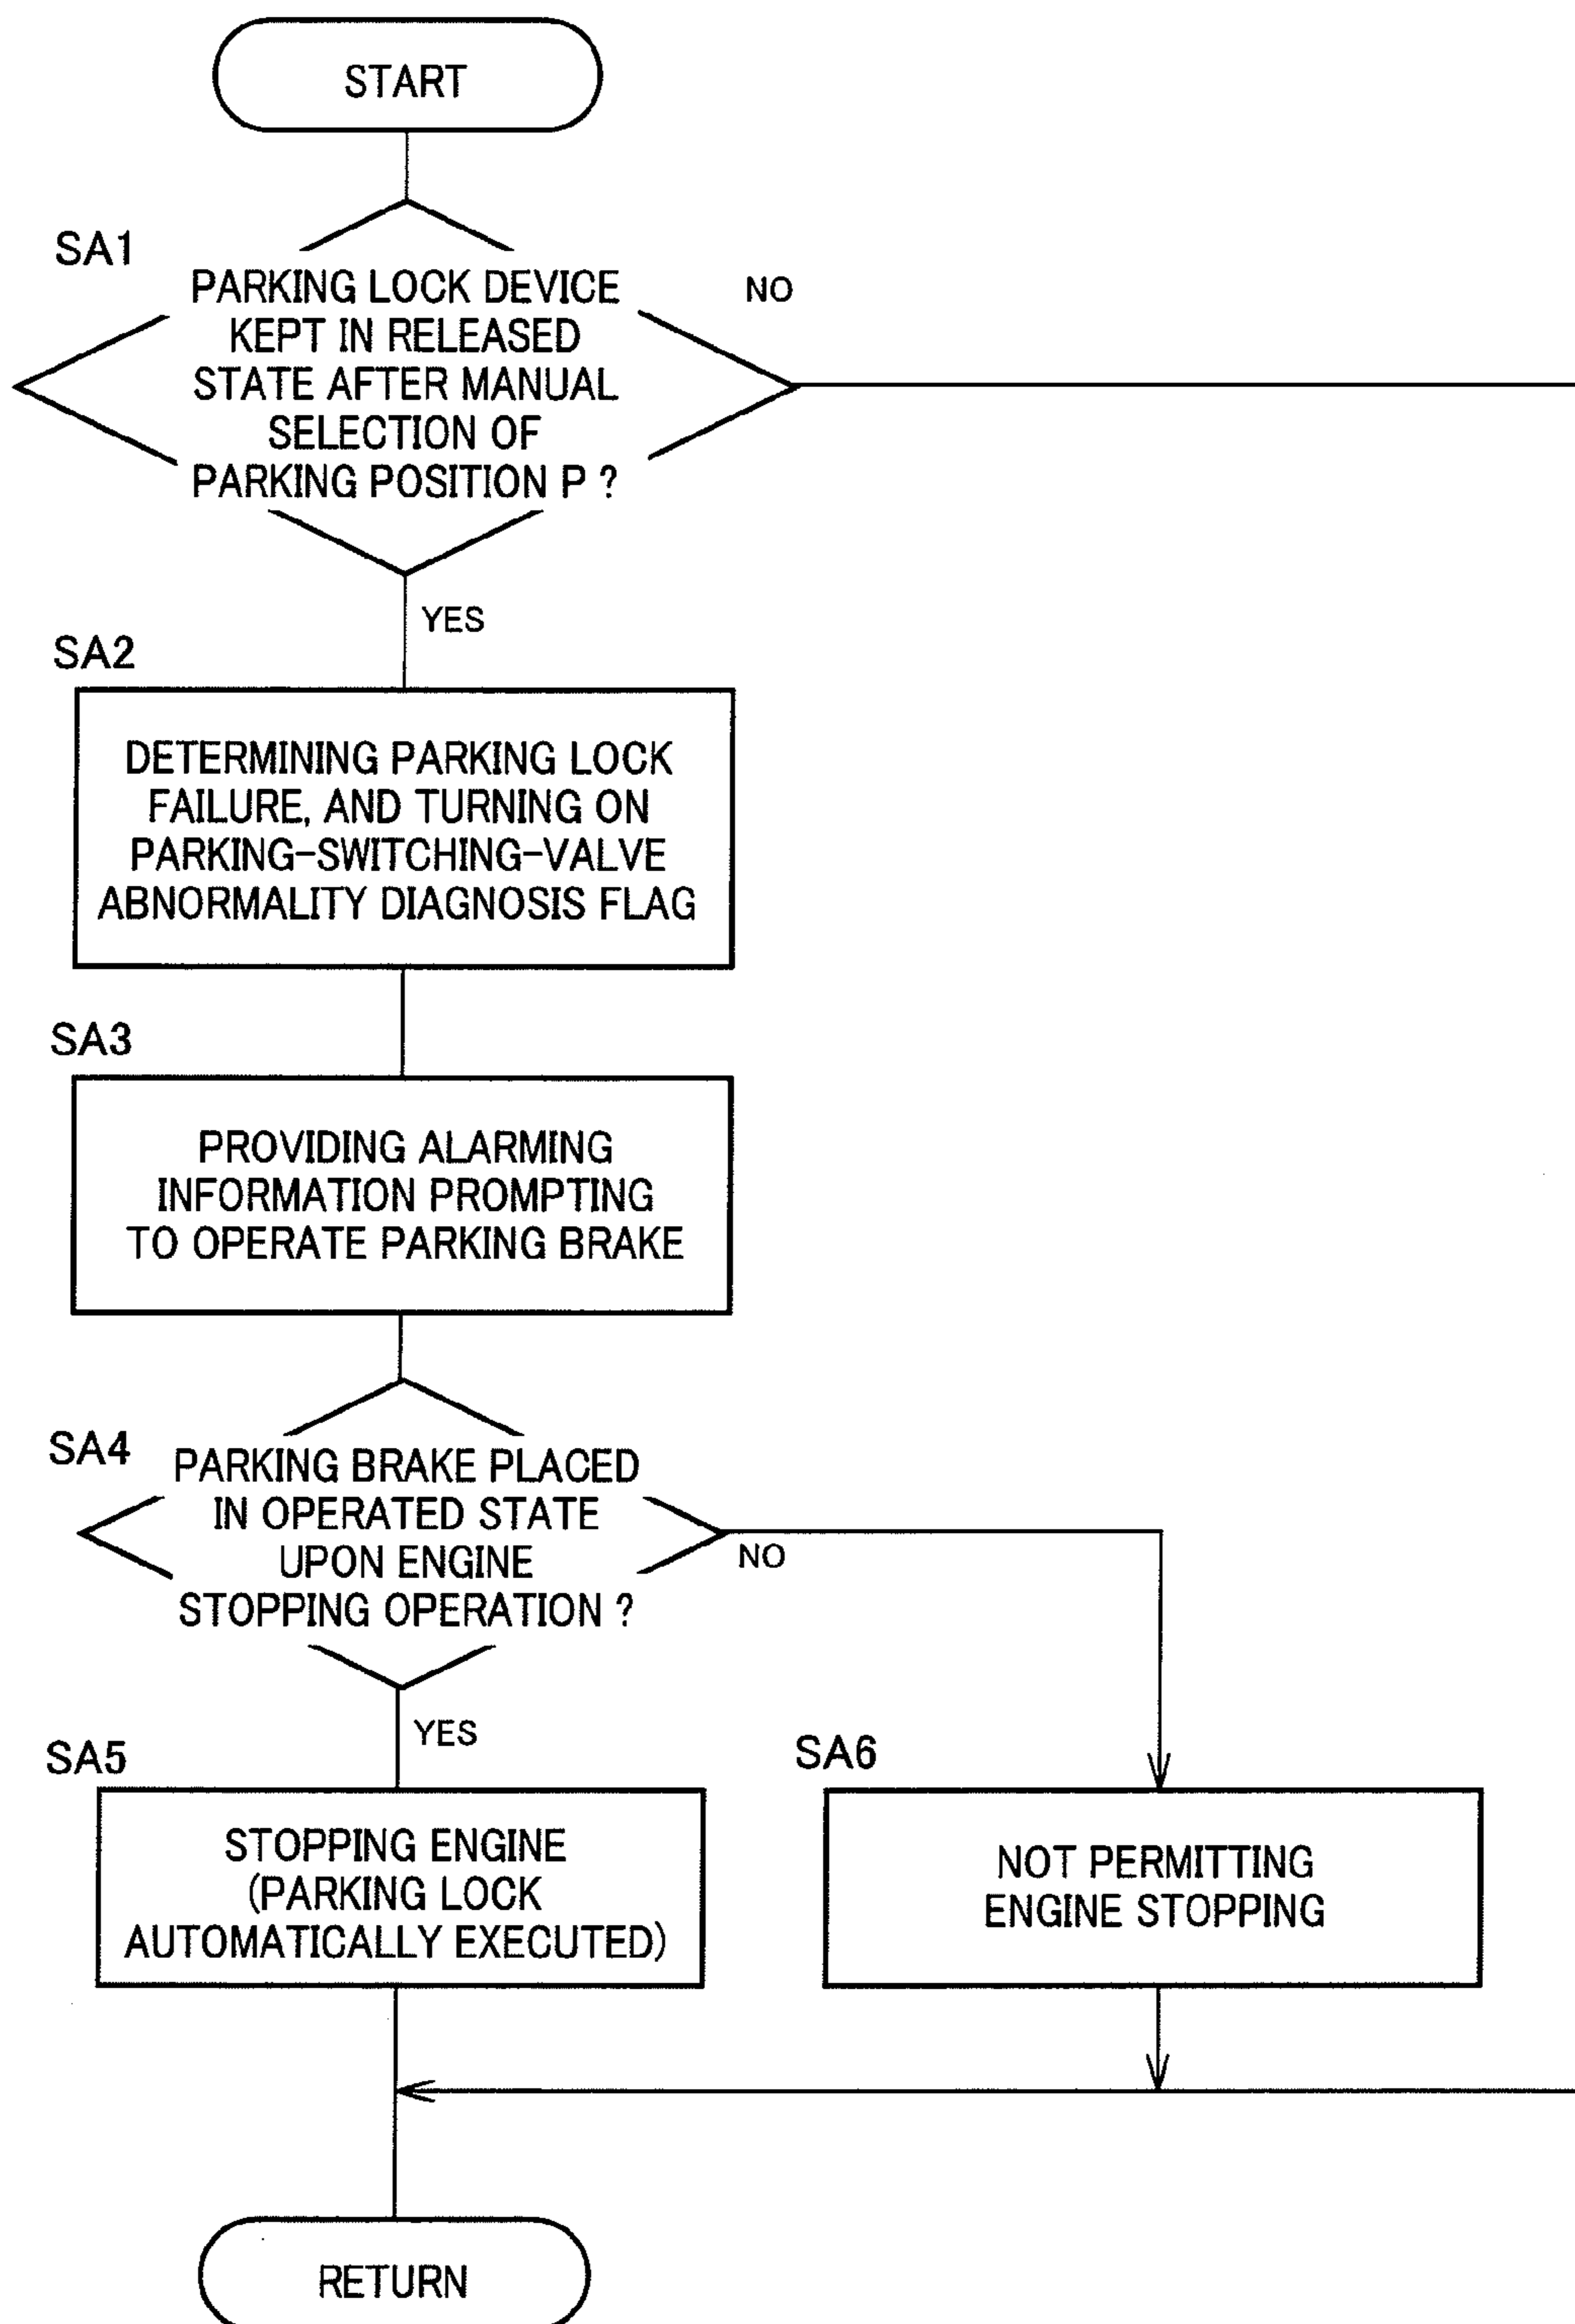 START
SA1
PARKING LOCK DEVICE
KEPT IN RELEASED
STATE AFTER MANUAL
SELECTION OF
PARKING POSITION P ?
NO
YES
SA2
DETERMINING PARKING LOCK
FAILURE, AND TURNING ON
PARKING-SWITCHING-VALVE
ABNORMALITY DIAGNOSIS FLAG
SA3
PROVIDING ALARMING
INFORMATION PROMPTING
TO OPERATE PARKING BRAKE
SA4
PARKING BRAKE PLACED
IN OPERATED STATE
UPON ENGINE
STOPPING OPERATION ?
NO
YES
SA5
STOPPING ENGINE
(PARKING LOCK
AUTOMATICALLY EXECUTED)
SA6
NOT PERMITTING
ENGINE STOPPING
RETURN